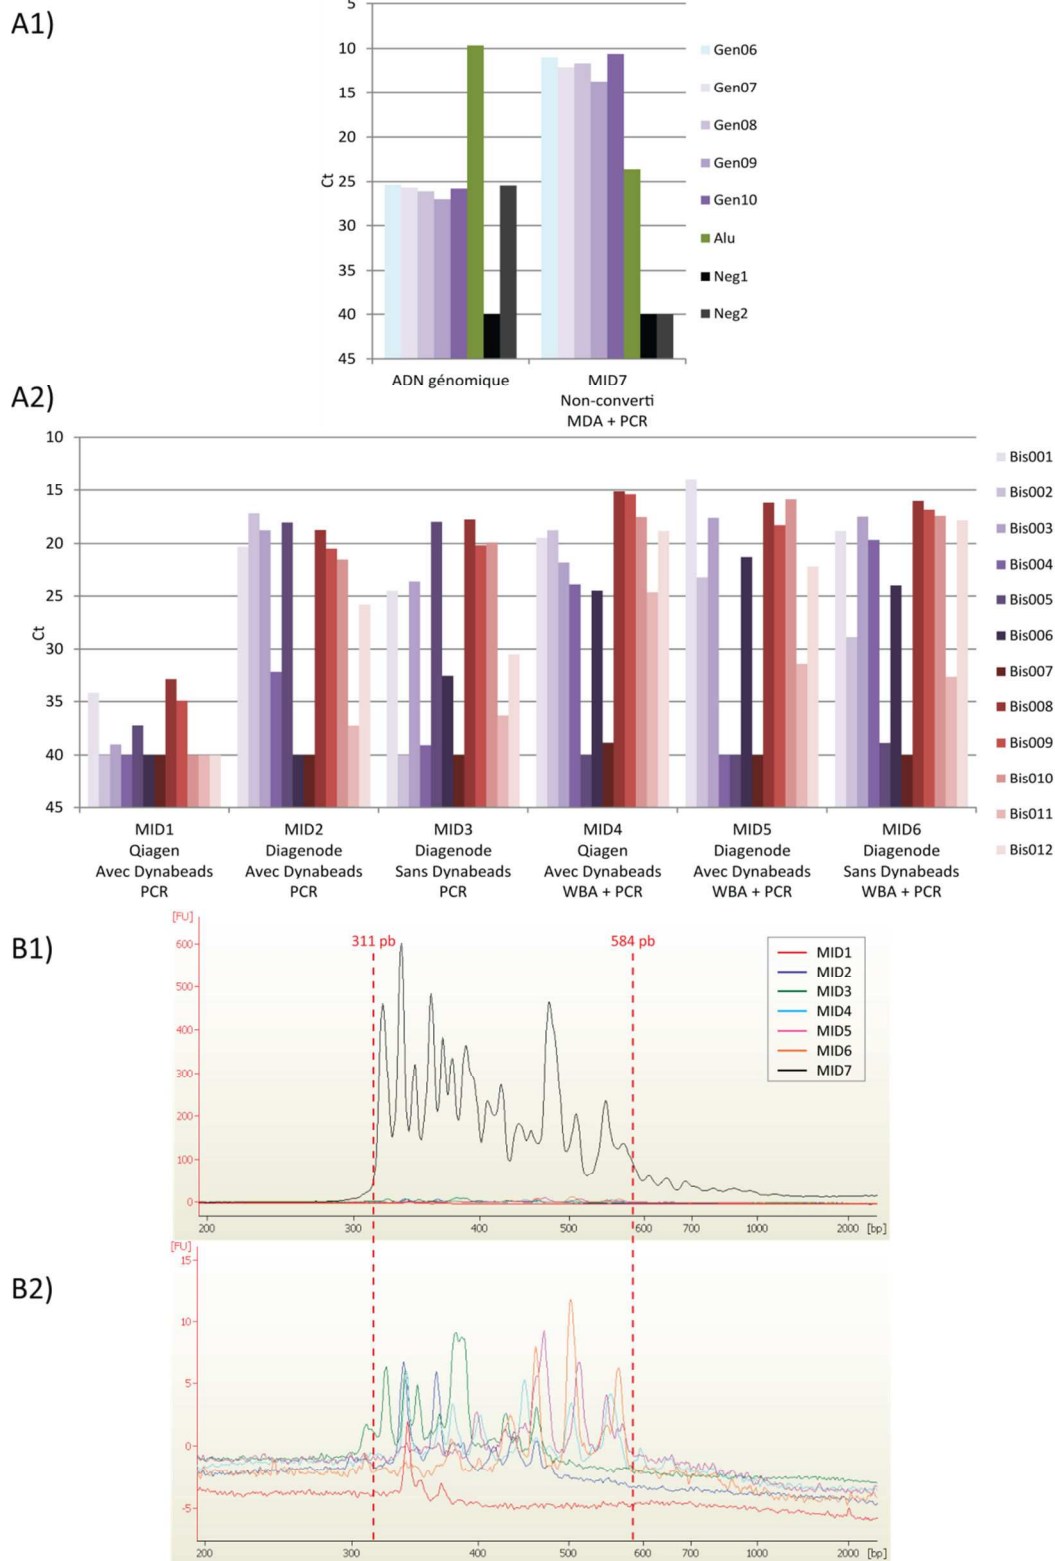 A1)
5
10
15
20
25
30
35
40
45
Ct
ADN génomique
MID7
Non-converti
MDA + PCR
Gen06
Gen07
Gen08
Gen09
Gen10
Alu
Neg1
Neg2
A2)
10
15
20
25
30
35
40
45
Ct
MID1
Qiagen
Avec Dynabeads
PCR
MID2
Diagenode
Avec Dynabeads
PCR
MID3
Diagenode
Sans Dynabeads
PCR
MID4
Qiagen
Avec Dynabeads
WBA + PCR
MID5
Diagenode
Avec Dynabeads
WBA + PCR
MID6
Diagenode
Sans Dynabeads
WBA + PCR
Bis001
Bis002
Bis003
Bis004
Bis005
Bis006
Bis007
Bis008
Bis009
Bis010
Bis011
Bis012
B1)
[FU]
600
500
400
300
200
100
0
311 pb
584 pb
MID1
MID2
MID3
MID4
MID5
MID6
MID7
200 300 400 500 600 700 1000 2000 [bp]
B2)
[FU]
15
10
5
0
-5
200 300 400 500 600 700 1000 2000 [bp]